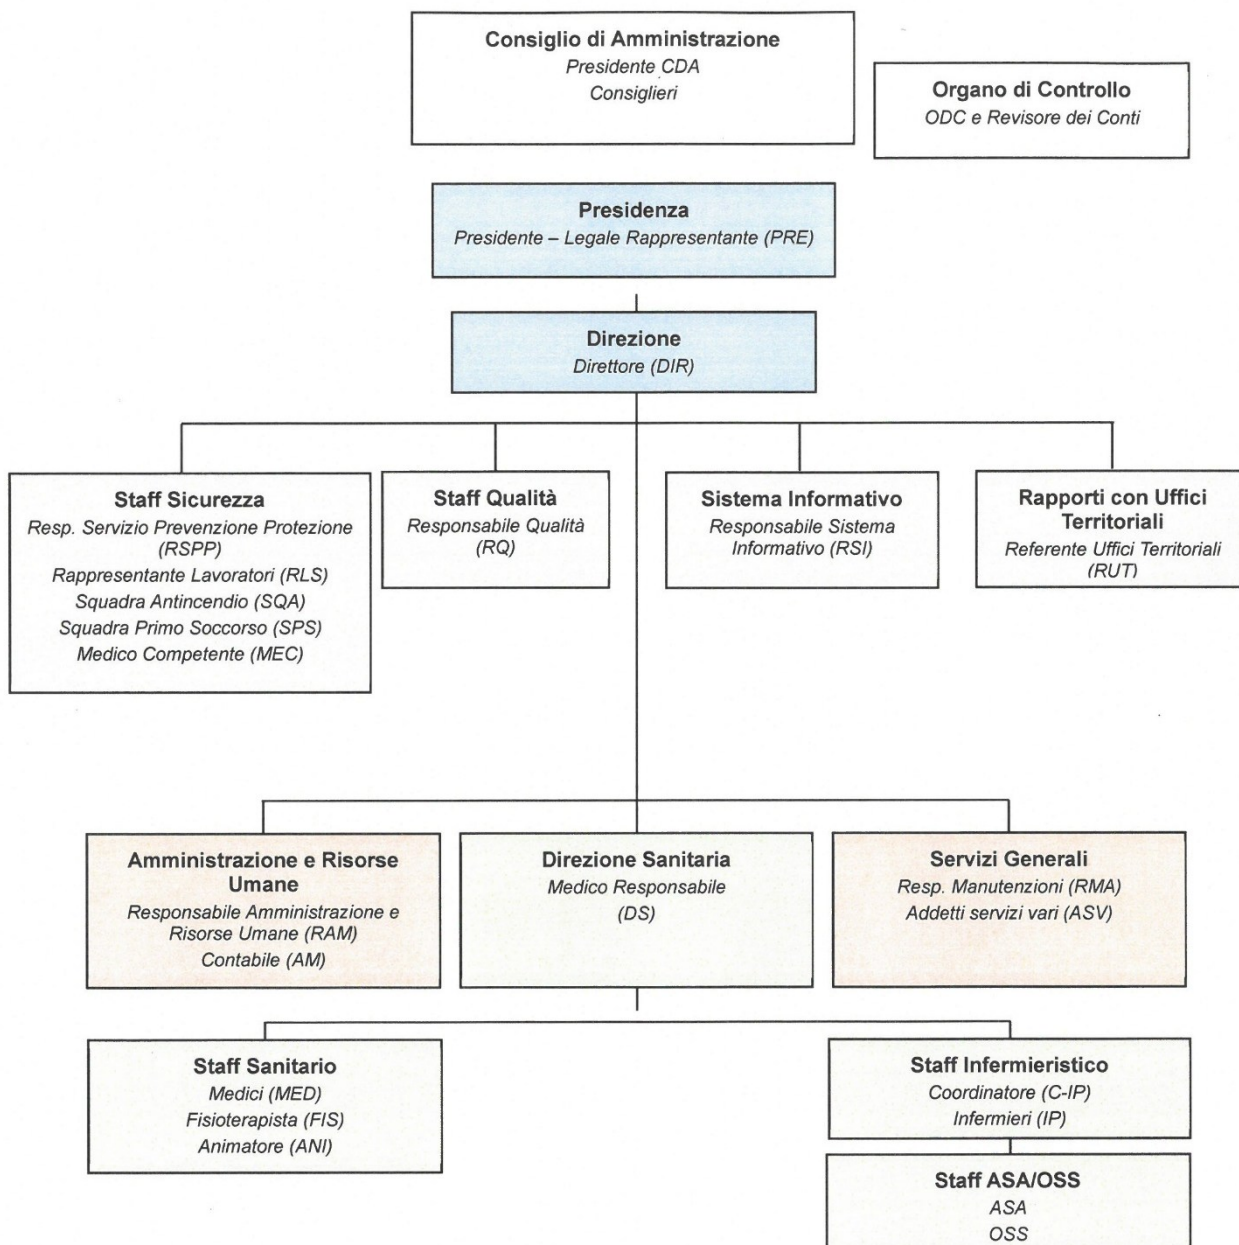 Consiglio di Amministrazione
Presidente CDA
Consiglieri
Organo di Controllo
ODC e Revisore dei Conti
Presidenza
Presidente – Legale Rappresentante (PRE)
Direzione
Direttore (DIR)
Staff Sicurezza
Resp. Servizio Prevenzione Protezione
(RSPP)
Rappresentante Lavoratori (RLS)
Squadra Antincendio (SQA)
Squadra Primo Soccorso (SPS)
Medico Competente (MEC)
Staff Qualità
Responsabile Qualità
(RQ)
Sistema Informativo
Responsabile Sistema
Informativo (RSI)
Rapporti con Uffici
Territoriali
Referente Uffici Territoriali
(RUT)
Amministrazione e Risorse
Umane
Responsabile Amministrazione e
Risorse Umane (RAM)
Contabile (AM)
Direzione Sanitaria
Medico Responsabile
(DS)
Servizi Generali
Resp. Manutenzioni (RMA)
Addetti servizi vari (ASV)
Staff Sanitario
Medici (MED)
Fisioterapista (FIS)
Animatore (ANI)
Staff Infermieristico
Coordinatore (C-IP)
Infermieri (IP)
Staff ASA/OSS
ASA
OSS